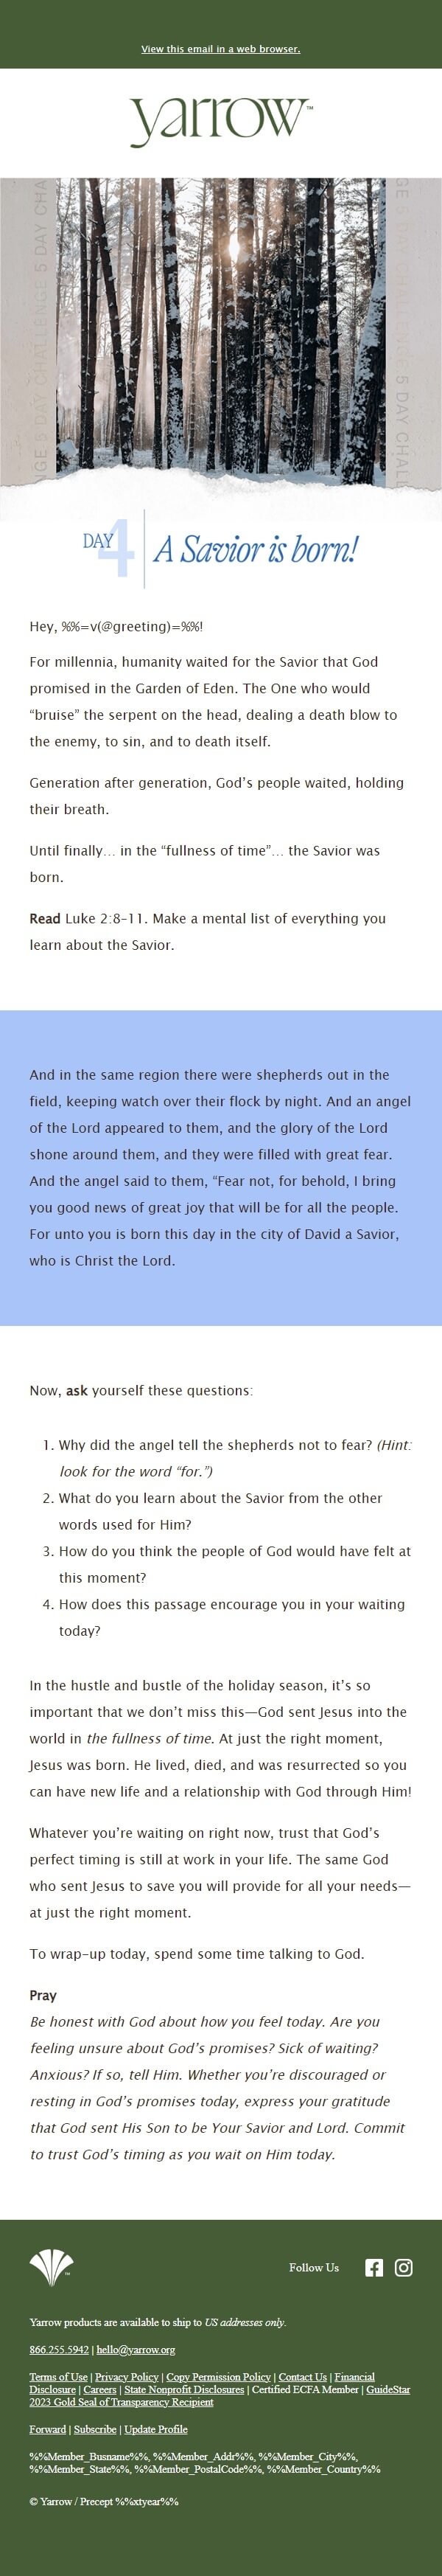 View this email in a web browser.
yarrow™
NGE 5 DAY CHALLENGE 5 DAY CHA
GE 5 DAY CHALLENGE 5 DAY CHALL
DAY 4
A Savior is born!
Hey, %%=v(@greeting)=%%!
For millennia, humanity waited for the Savior that God
promised in the Garden of Eden. The One who would
“bruise” the serpent on the head, dealing a death blow to
the enemy, to sin, and to death itself.
Generation after generation, God’s people waited, holding
their breath.
Until finally… in the “fullness of time”… the Savior was
born.
Read Luke 2:8–11. Make a mental list of everything you
learn about the Savior.
And in the same region there were shepherds out in the
field, keeping watch over their flock by night. And an angel
of the Lord appeared to them, and the glory of the Lord
shone around them, and they were filled with great fear.
And the angel said to them, “Fear not, for behold, I bring
you good news of great joy that will be for all the people.
For unto you is born this day in the city of David a Savior,
who is Christ the Lord.
Now, ask yourself these questions:
1. Why did the angel tell the shepherds not to fear? (Hint:
look for the word “for.”)
2. What do you learn about the Savior from the other
words used for Him?
3. How do you think the people of God would have felt at
this moment?
4. How does this passage encourage you in your waiting
today?
In the hustle and bustle of the holiday season, it’s so
important that we don’t miss this—God sent Jesus into the
world in the fullness of time. At just the right moment,
Jesus was born. He lived, died, and was resurrected so you
can have new life and a relationship with God through Him!
Whatever you’re waiting on right now, trust that God’s
perfect timing is still at work in your life. The same God
who sent Jesus to save you will provide for all your needs—
at just the right moment.
To wrap-up today, spend some time talking to God.
Pray
Be honest with God about how you feel today. Are you
feeling unsure about God’s promises? Sick of waiting?
Anxious? If so, tell Him. Whether you’re discouraged or
resting in God’s promises today, express your gratitude
that God sent His Son to be Your Savior and Lord. Commit
to trust God’s timing as you wait on Him today.
Follow Us
Yarrow products are available to ship to US addresses only.
866.255.5942 | hello@yarrow.org
Terms of Use | Privacy Policy | Copy Permission Policy | Contact Us | Financial
Disclosure | Careers | State Nonprofit Disclosures | Certified ECFA Member | GuideStar
2023 Gold Seal of Transparency Recipient
Forward | Subscribe | Update Profile
%%Member_Busname%%, %%Member_Addr%%, %%Member_City%%,
%%Member_State%%, %%Member_PostalCode%%, %%Member_Country%%
© Yarrow / Precept %%xtyear%%